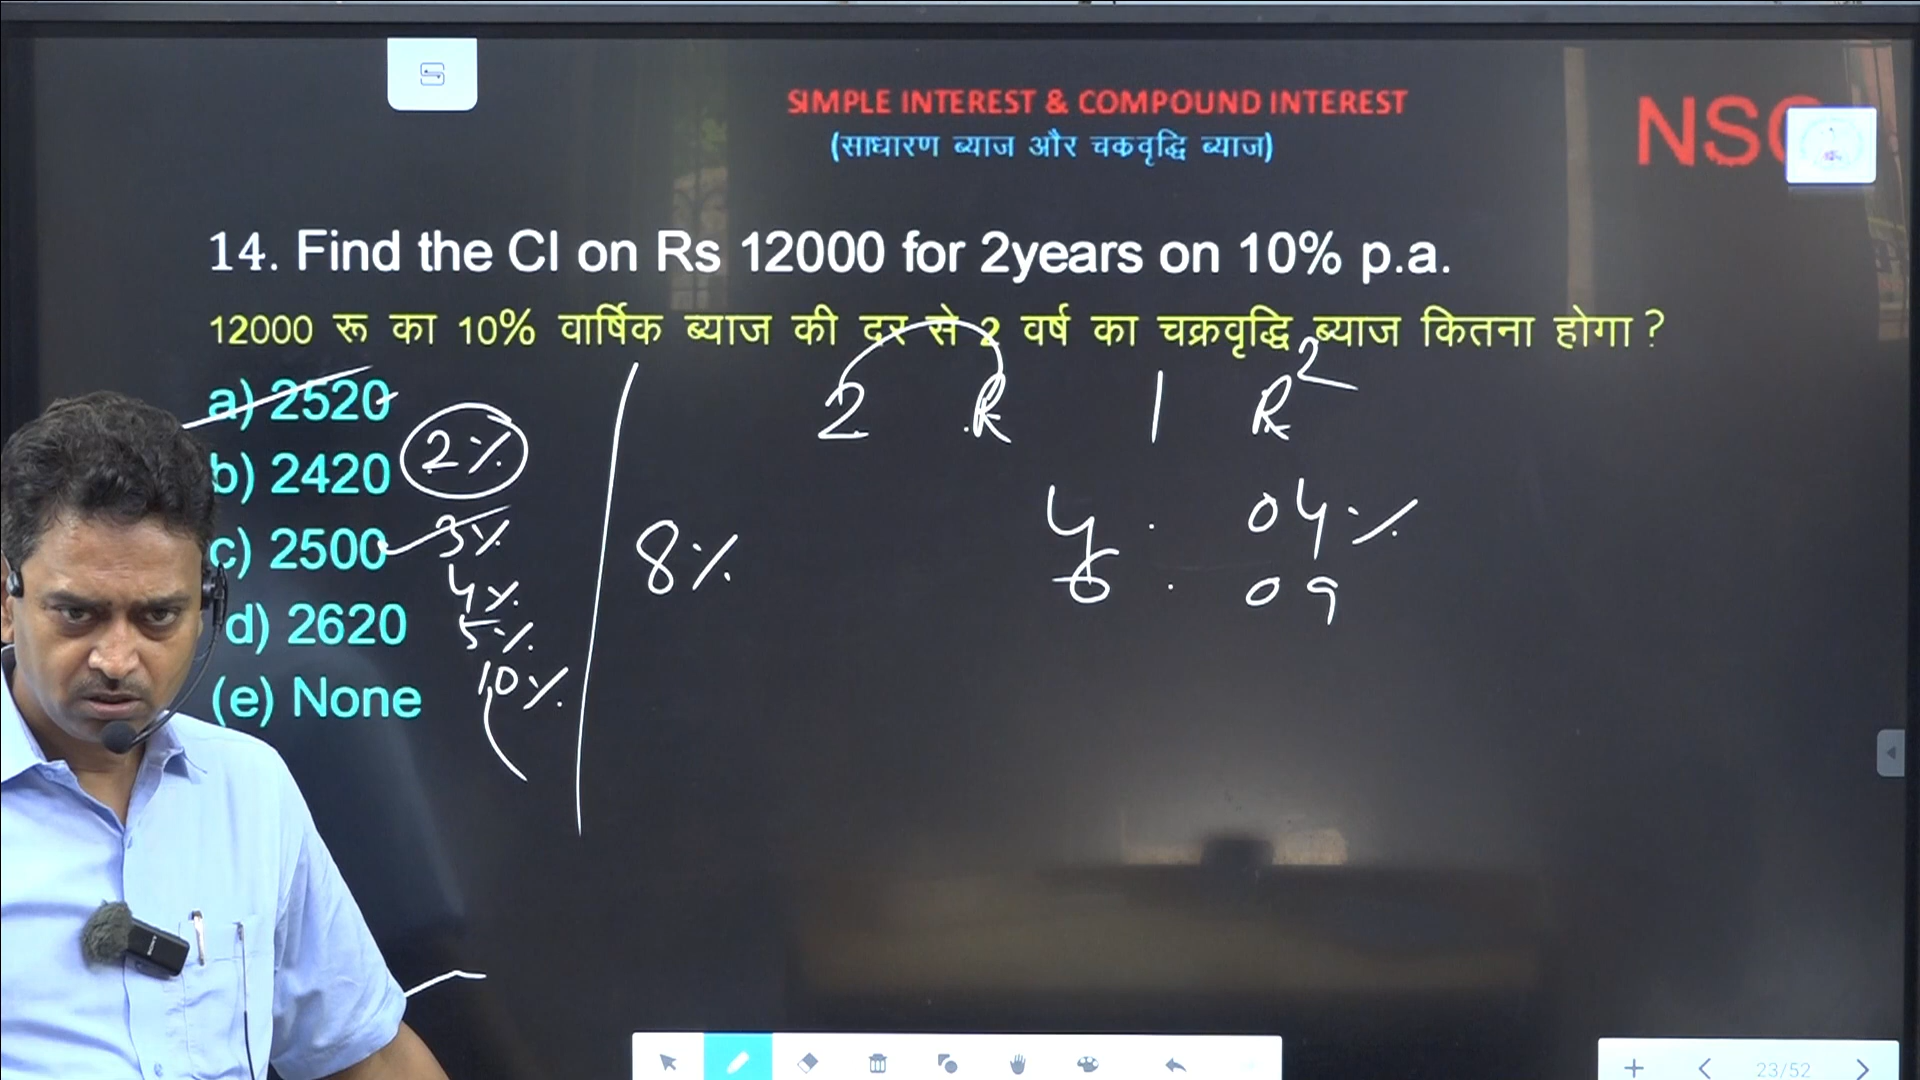 SIMPLE INTEREST & COMPOUND INTEREST
(साधारण ब्याज और चक्रवृद्धि ब्याज)
14. Find the CI on Rs 12000 for 2years on 10% p.a.
12000 रू का 10% वार्षिक ब्याज की दर से 2 वर्ष का चक्रवृद्धि ब्याज कितना होगा ?
a) 2520
b) 2420
c) 2500
d) 2620
(e) None
2%
3%
4%
5%
10%
8%
2 R 1 R²
4 . 04%
6 . 09
23/52